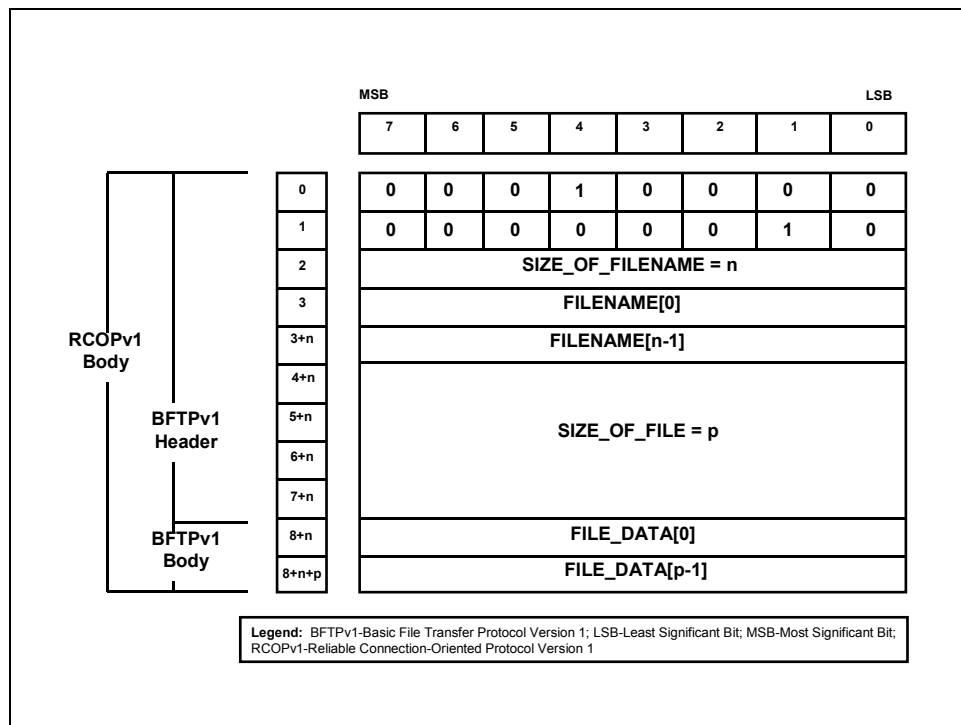 MSB LSB
7 6 5 4 3 2 1 0
0 0 0 0 1 0 0 0 0
1 0 0 0 0 0 0 1 0
2 SIZE_OF_FILENAME = n
3 FILENAME[0]
3+n FILENAME[n-1]
4+n
5+n
6+n
7+n
SIZE_OF_FILE = p
8+n FILE_DATA[0]
8+n+p FILE_DATA[p-1]
RCOPv1
Body
BFTPv1
Header
BFTPv1
Body
Legend: BFTPv1-Basic File Transfer Protocol Version 1; LSB-Least Significant Bit; MSB-Most Significant Bit;
RCOPv1-Reliable Connection-Oriented Protocol Version 1